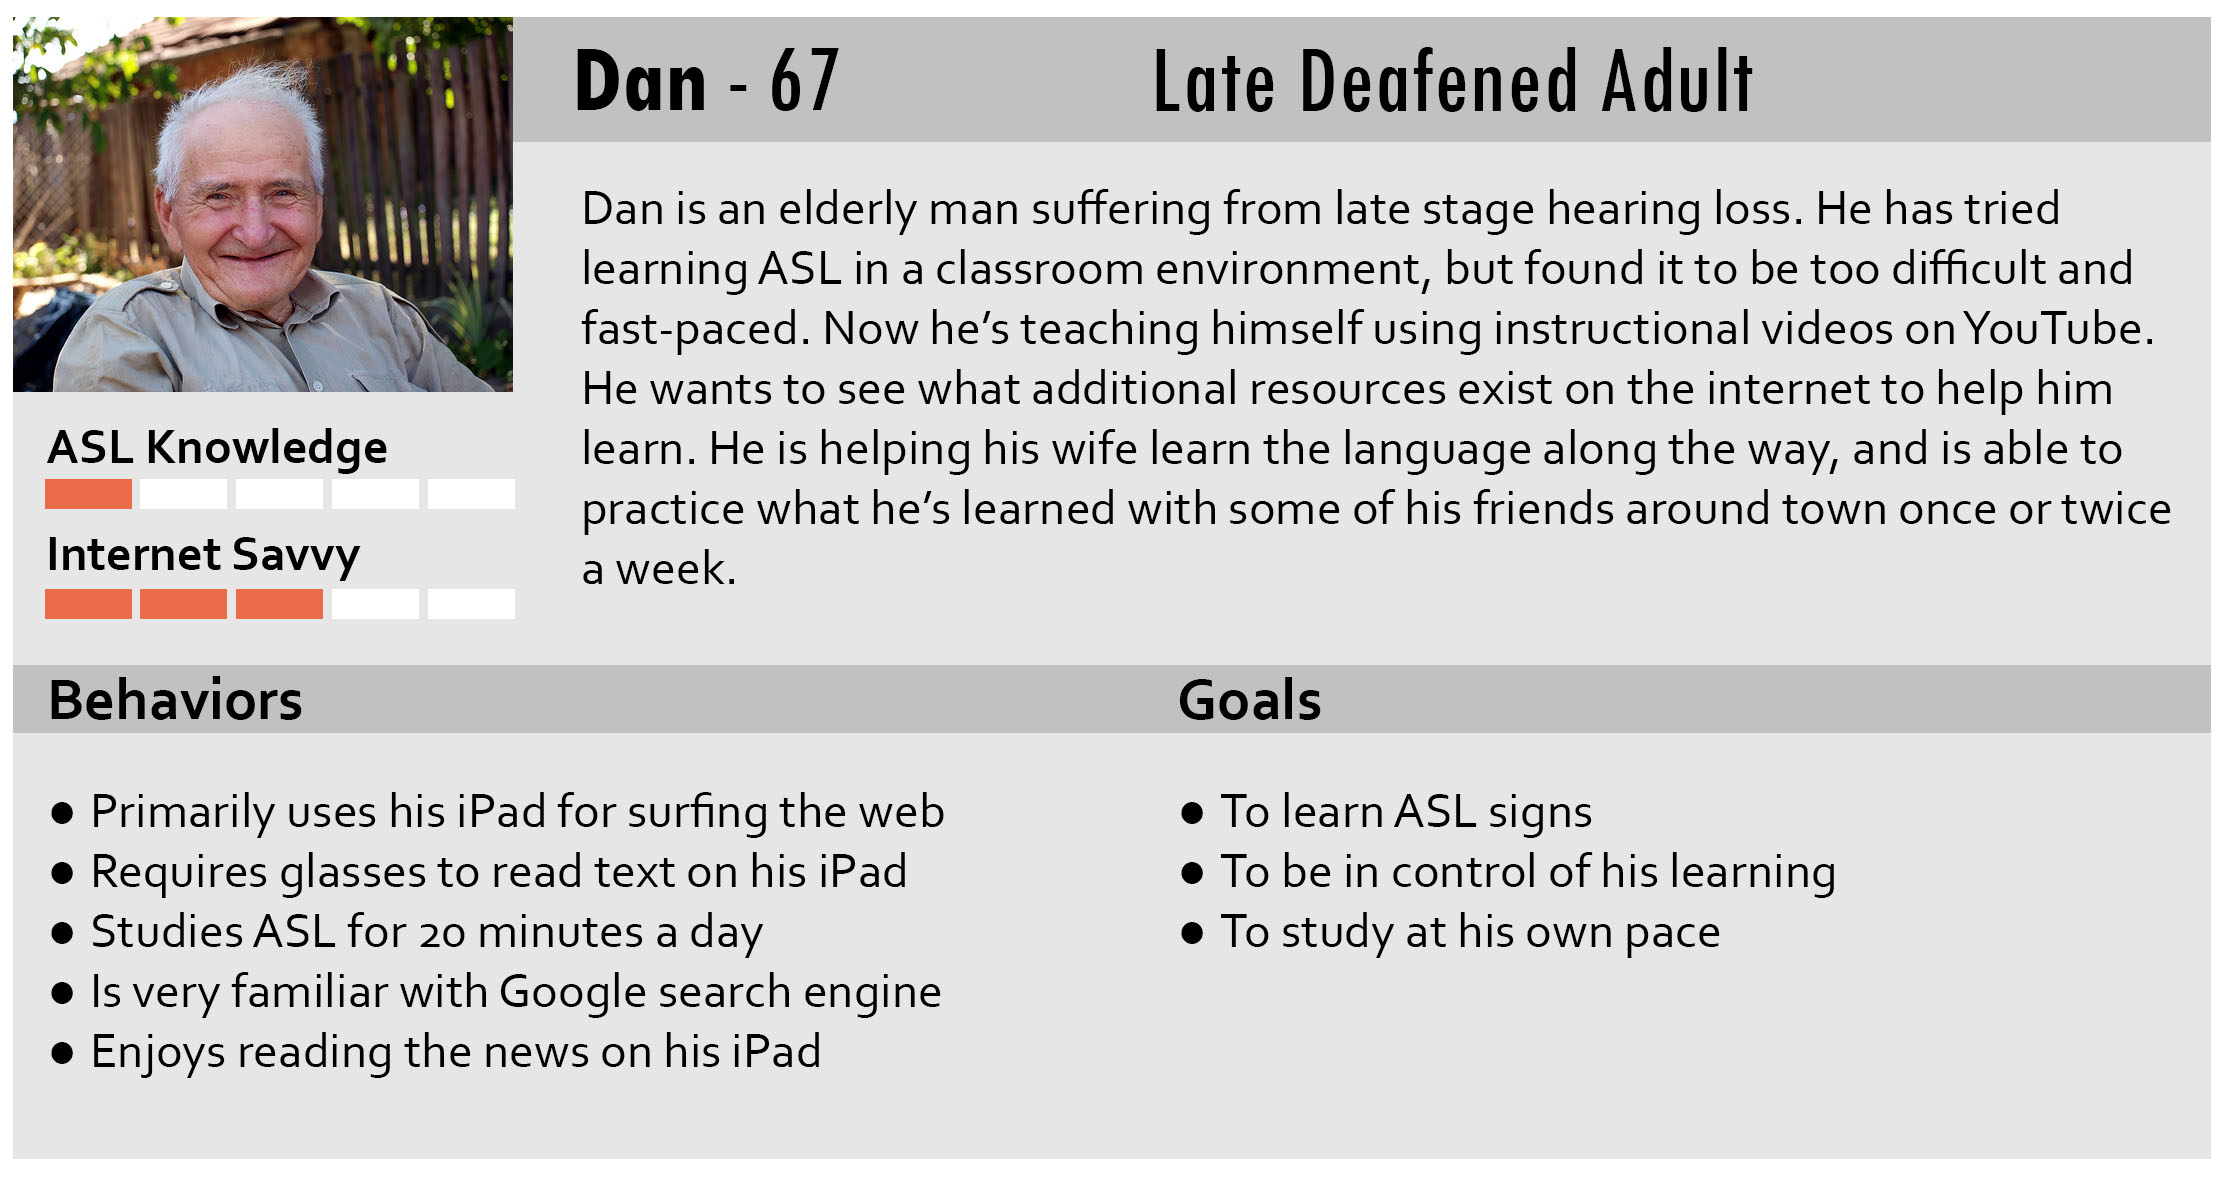 Dan - 67
Late Deafened Adult
Dan is an elderly man suffering from late stage hearing loss. He has tried
learning ASL in a classroom environment, but found it to be too difficult and
fast-paced. Now he’s teaching himself using instructional videos on YouTube.
He wants to see what additional resources exist on the internet to help him
learn. He is helping his wife learn the language along the way, and is able to
practice what he’s learned with some of his friends around town once or twice
a week.
ASL Knowledge
Internet Savvy
Behaviors
● Primarily uses his iPad for surfing the web
● Requires glasses to read text on his iPad
● Studies ASL for 20 minutes a day
● Is very familiar with Google search engine
● Enjoys reading the news on his iPad
Goals
● To learn ASL signs
● To be in control of his learning
● To study at his own pace